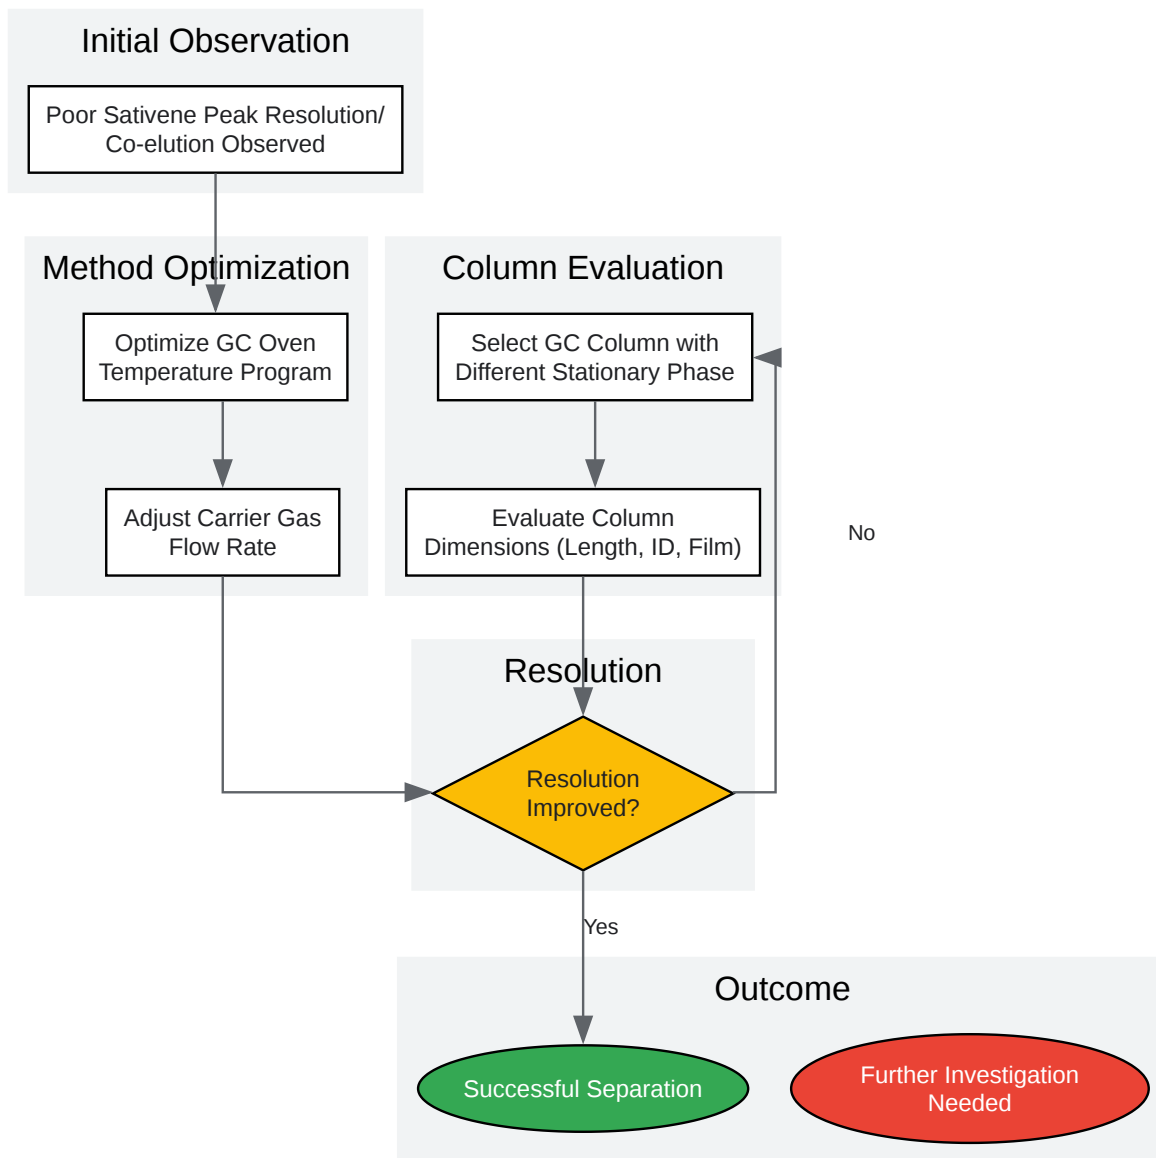 Initial Observation
Poor Sativene Peak Resolution/
Co-elution Observed
Method Optimization
Optimize GC Oven
Temperature Program
Adjust Carrier Gas
Flow Rate
Column Evaluation
Select GC Column with
Different Stationary Phase
Evaluate Column
Dimensions (Length, ID, Film)
No
Resolution
Resolution
Improved?
Yes
Outcome
Successful Separation
Further Investigation
Needed